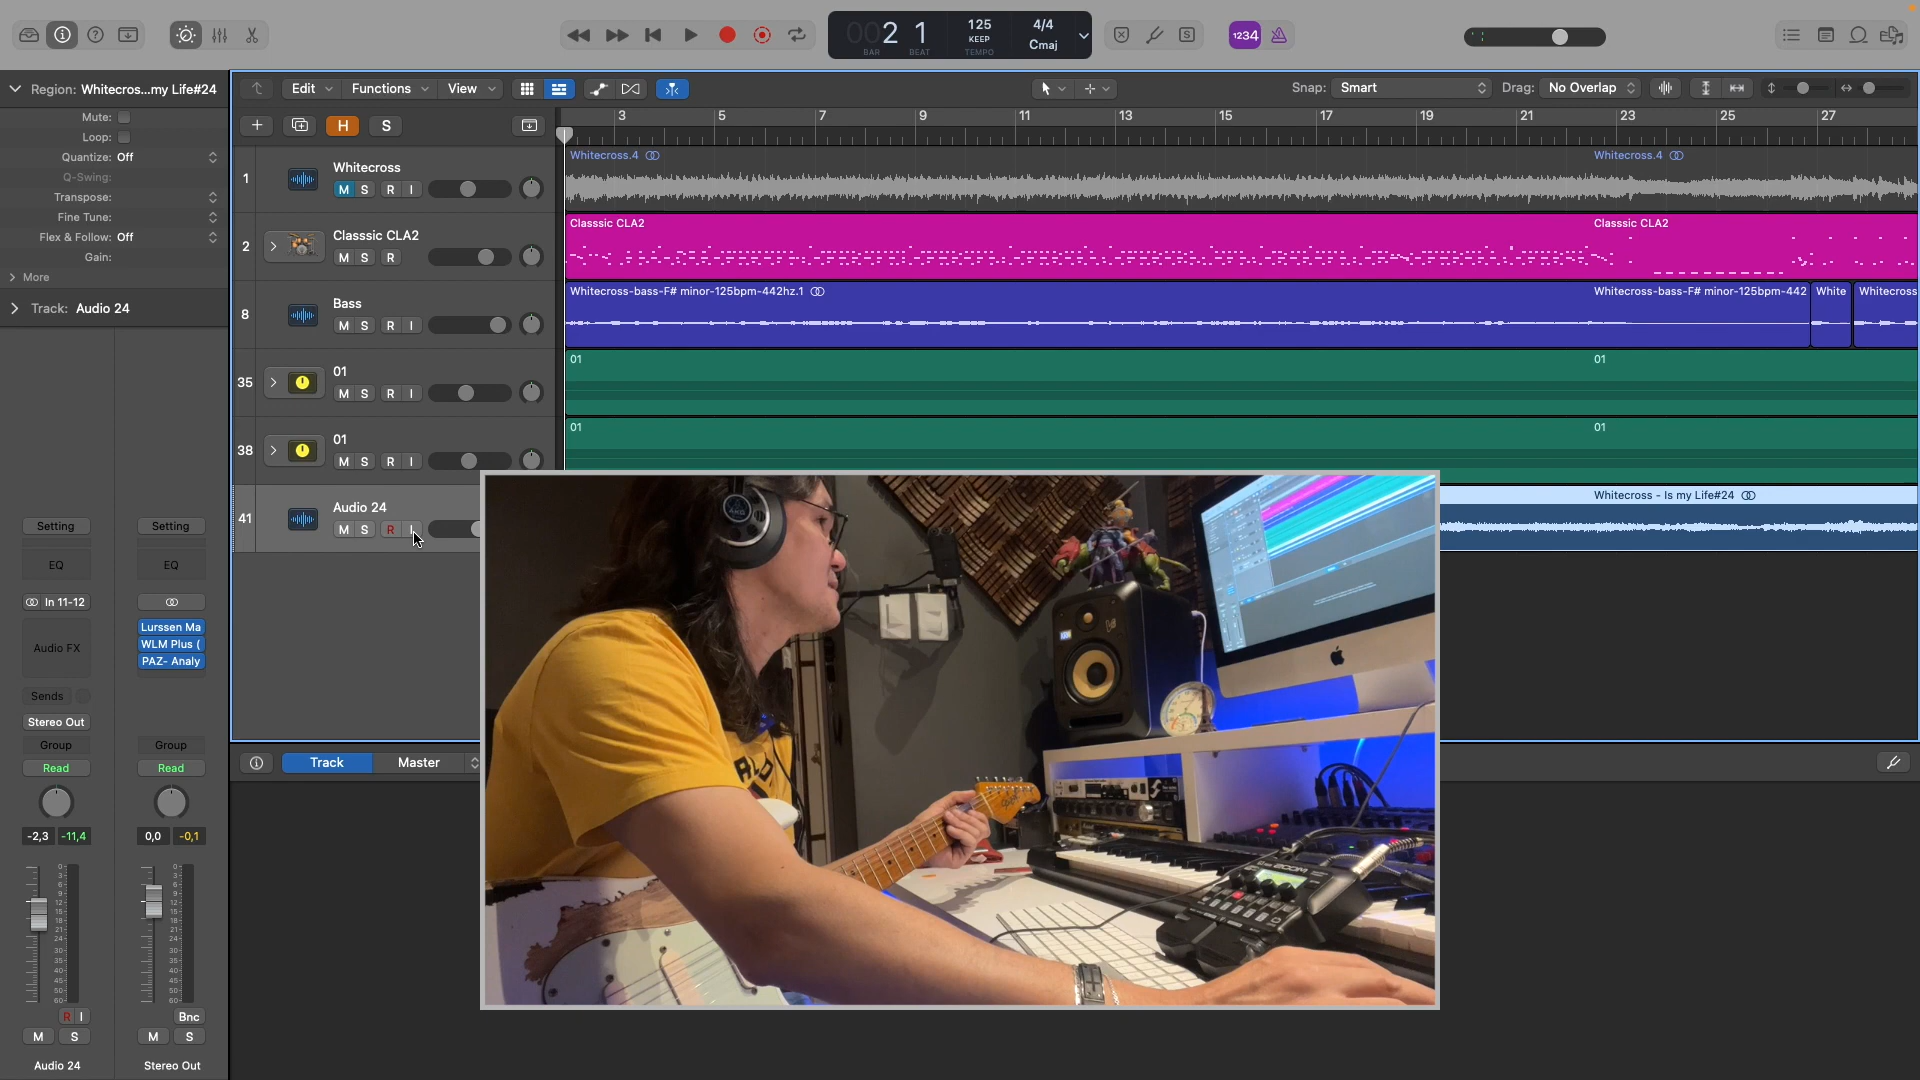 1234
002 1
BAR BEAT
125
KEEP
TEMPO
4/4
Cmaj
Region: Whitecros...my Life#24
Mute:
Loop:
Quantize: Off
Q-Swing:
Transpose:
Fine Tune:
Flex & Follow: Off
Gain:
More
Track: Audio 24
Edit Functions View
Snap: Smart
Drag: No Overlap
H S
3 5 7 9 11 13 15 17 19 21 23 25 27
1 Whitecross
M S R I
Whitecross.4 Whitecross.4
2 Classsic CLA2
M S R
Classsic CLA2 Classsic CLA2
8 Bass
M S R I
Whitecross-bass-F# minor-125bpm-442hz.1 Whitecross-bass-F# minor-125bpm-442 White Whitecross
35 01
M S R I
01 01
38 01
M S R I
01 01
41 Audio 24
M S R I
Whitecross - Is my Life#24
Setting Setting
EQ EQ
In 11-12
Audio FX
Lurssen Ma
WLM Plus (
PAZ- Analy
Sends
Stereo Out
Group Group
Read Read
-2,3 -11,4 0,0 -0,1
R I Bnc
M S M S
Audio 24 Stereo Out
Track Master